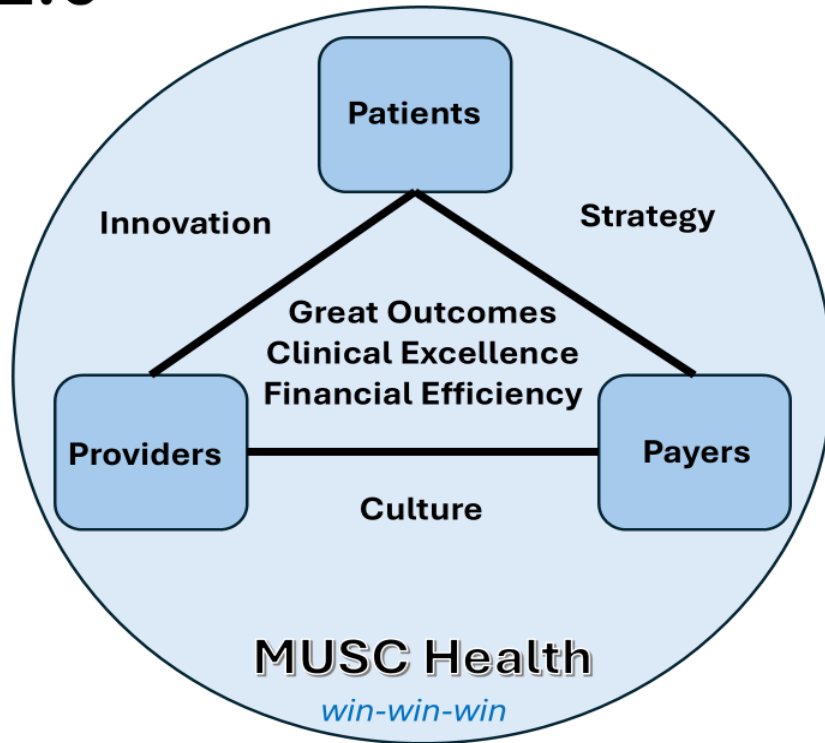 Patients
Innovation
Strategy
Great Outcomes
Clinical Excellence
Financial Efficiency
Providers
Payers
Culture
MUSC Health
win-win-win